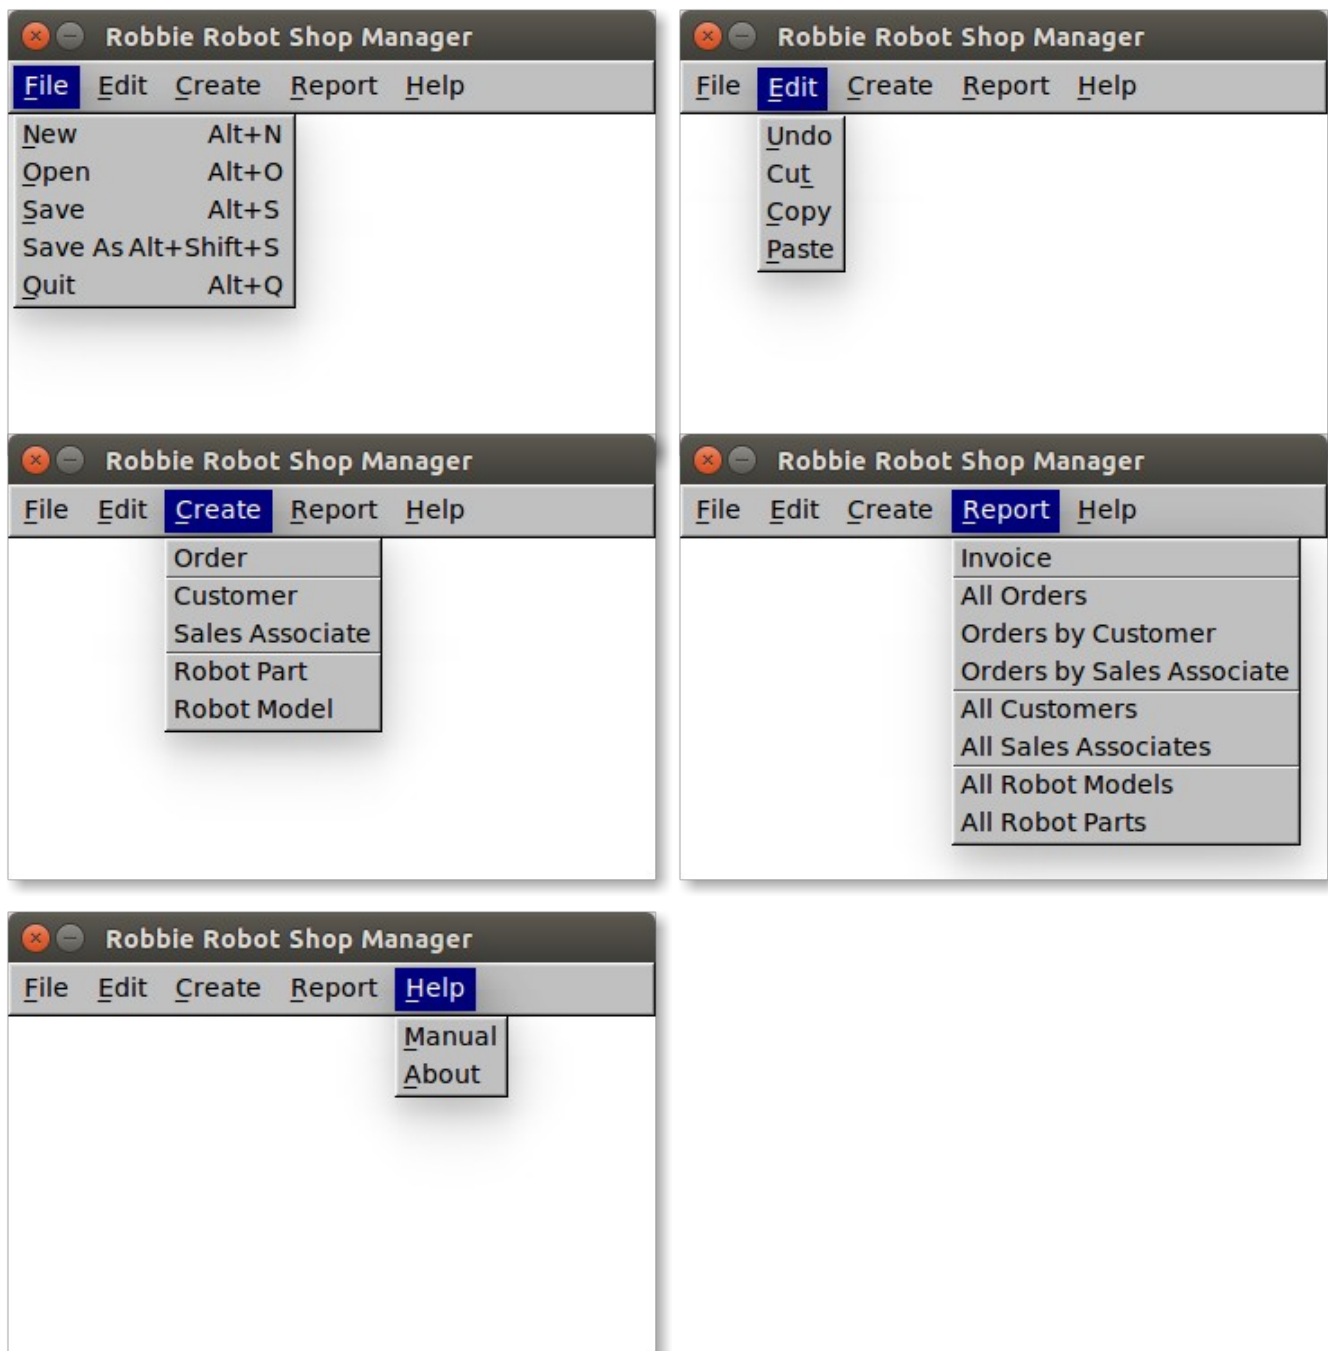 Robbie Robot Shop Manager
File Edit Create Report Help
New Alt+N
Open Alt+O
Save Alt+S
Save As Alt+Shift+S
Quit Alt+Q
Robbie Robot Shop Manager
File Edit Create Report Help
Undo
Cut
Copy
Paste
Robbie Robot Shop Manager
File Edit Create Report Help
Order
Customer
Sales Associate
Robot Part
Robot Model
Robbie Robot Shop Manager
File Edit Create Report Help
Invoice
All Orders
Orders by Customer
Orders by Sales Associate
All Customers
All Sales Associates
All Robot Models
All Robot Parts
Robbie Robot Shop Manager
File Edit Create Report Help
Manual
About